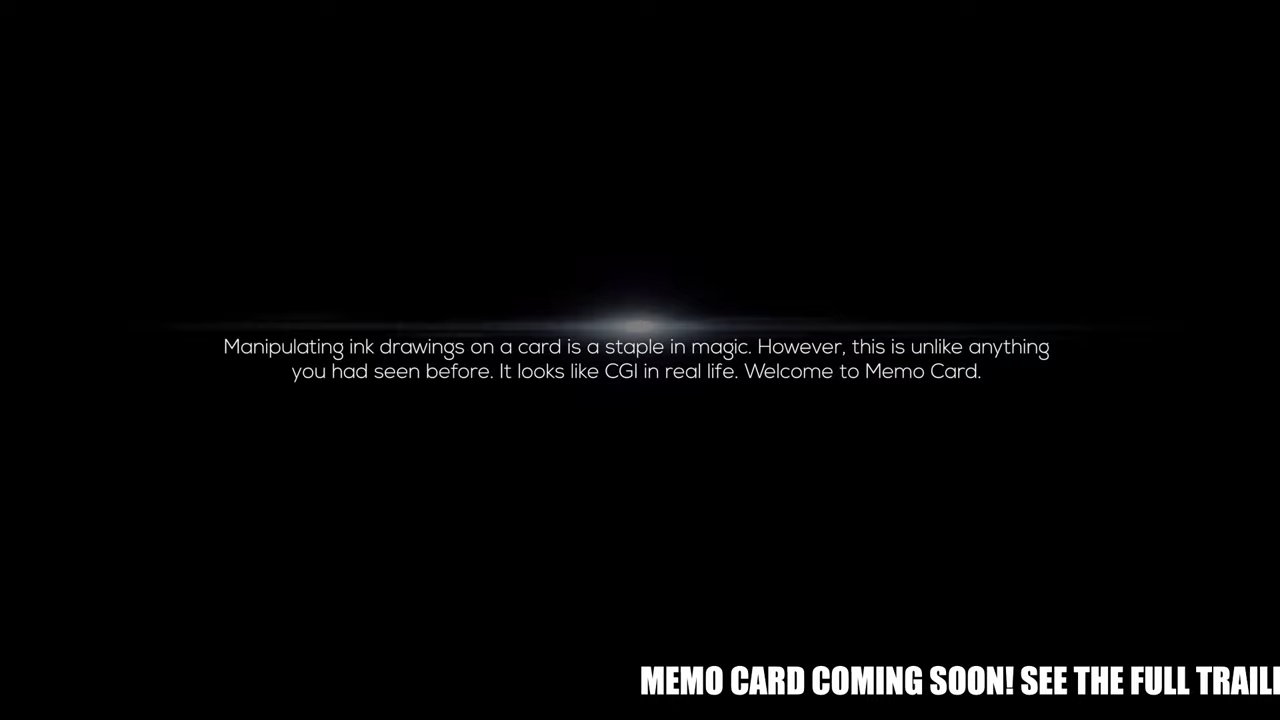 Manipulating ink drawings on a card is a staple in magic. However, this is unlike anything
you had seen before. It looks like CGI in real life. Welcome to Memo Card.
MEMO CARD COMING SOON! SEE THE FULL